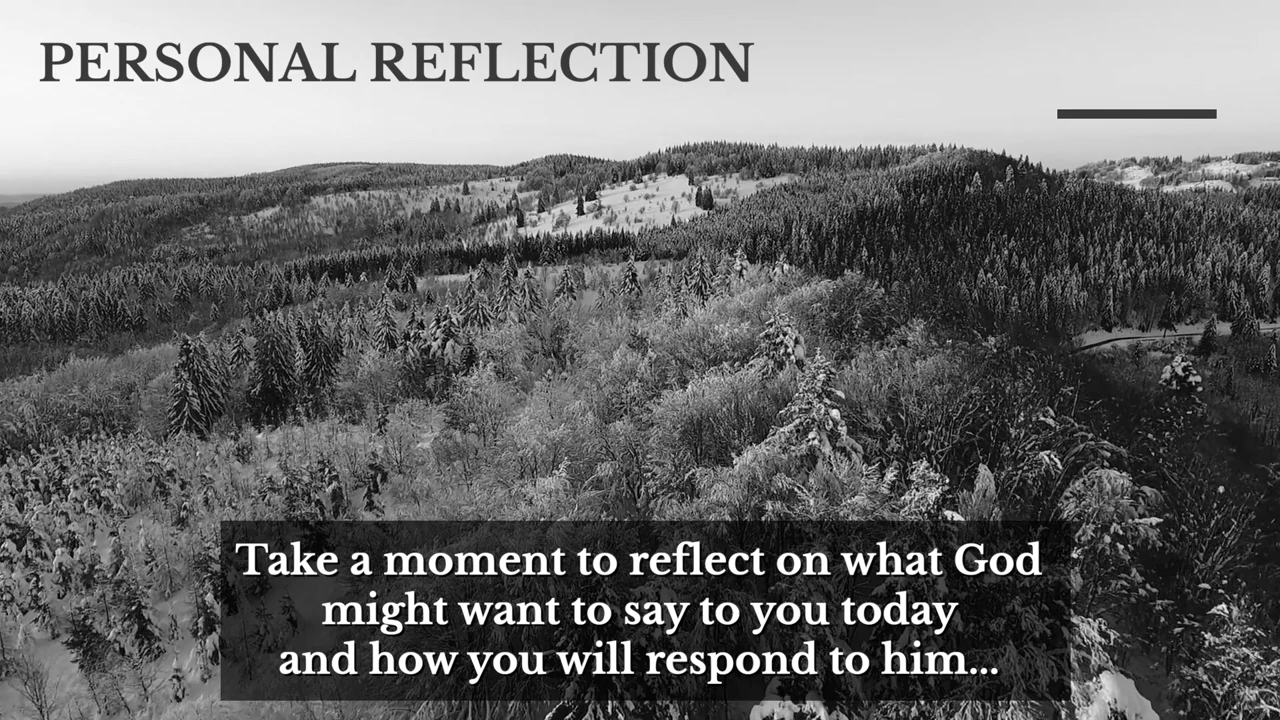 PERSONAL REFLECTION
Take a moment to reflect on what God
might want to say to you today
and how you will respond to him...